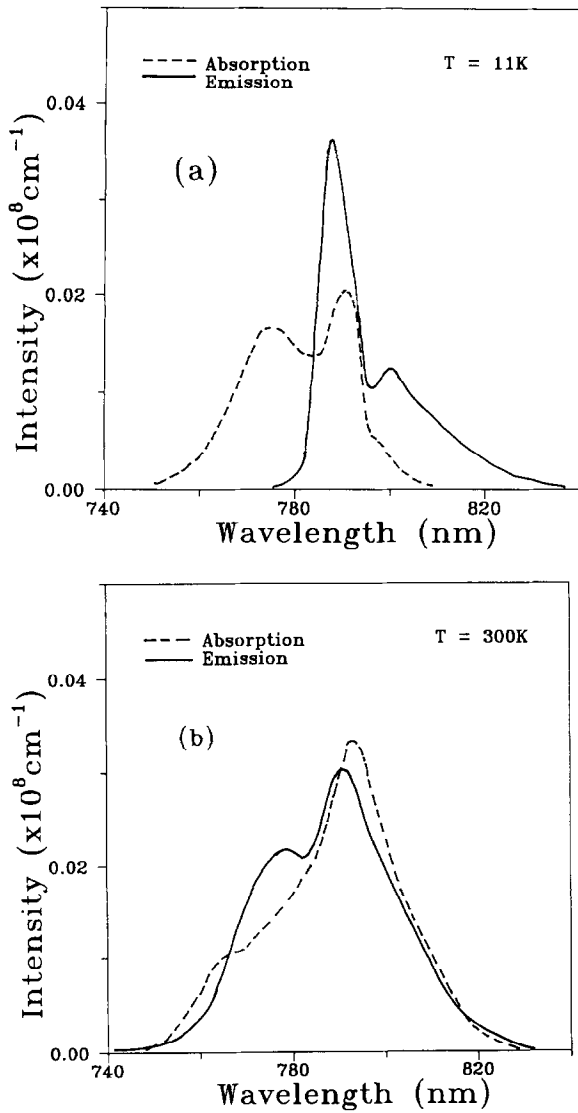 Absorption
Emission
T = 11K
(a)
0.04
0.02
0.00
Intensity (x10⁸cm⁻¹)
740
780
820
Wavelength (nm)
Absorption
Emission
T = 300K
(b)
0.04
0.02
0.00
Intensity (x10⁸cm⁻¹)
740
780
820
Wavelength (nm)